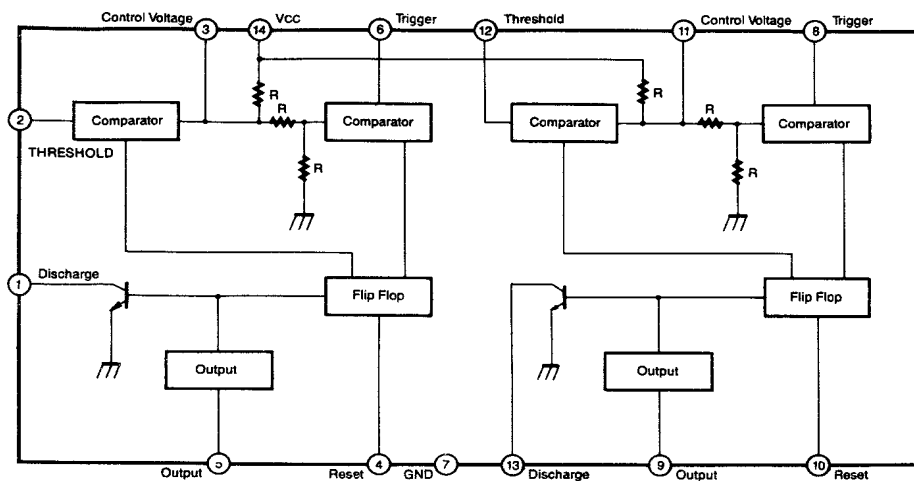 Control Voltage VCC Trigger Threshold Control Voltage Trigger
3 14 6 12 11 8
R R
R R
2 Comparator Comparator Comparator Comparator
THRESHOLD
R R
1 Discharge
Flip Flop Flip Flop
Output Output
5 4 7 13 9 10
Output Reset GND Discharge Output Reset